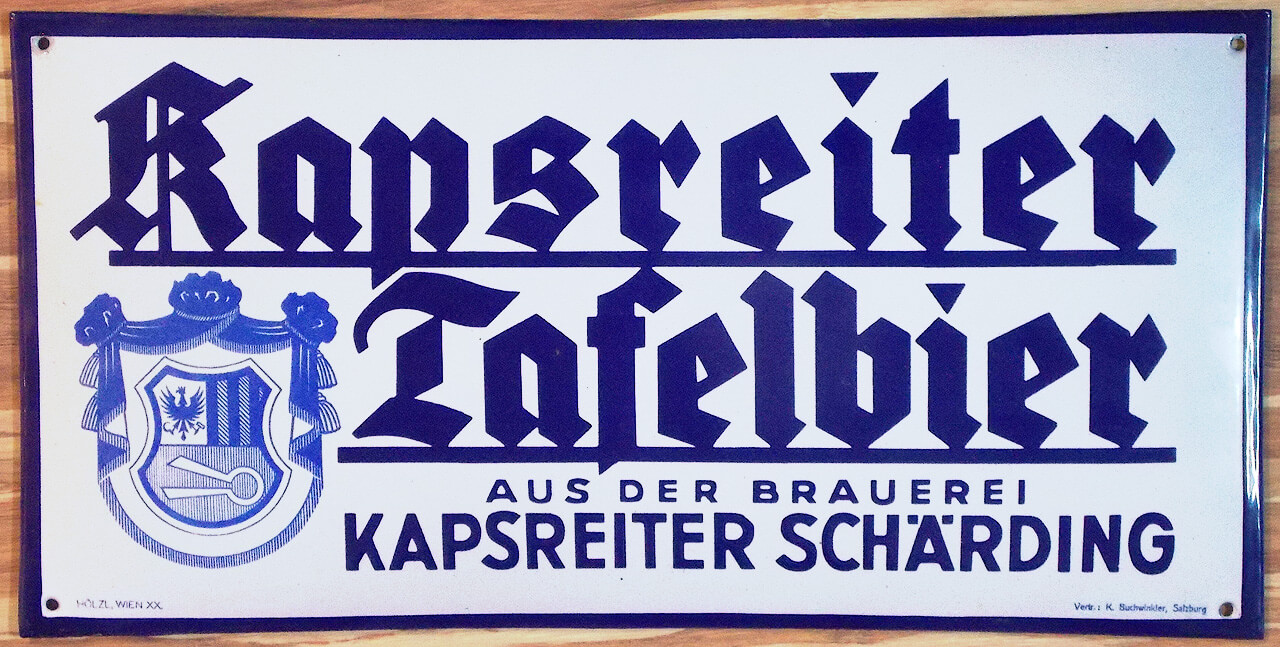 Kapsreiter
Tafelbier
AUS DER BRAUEREI
KAPSREITER SCHÄRDING
HÖLZL, WIEN XX.
Vertr.: K. Buchwinkler, Salzburg